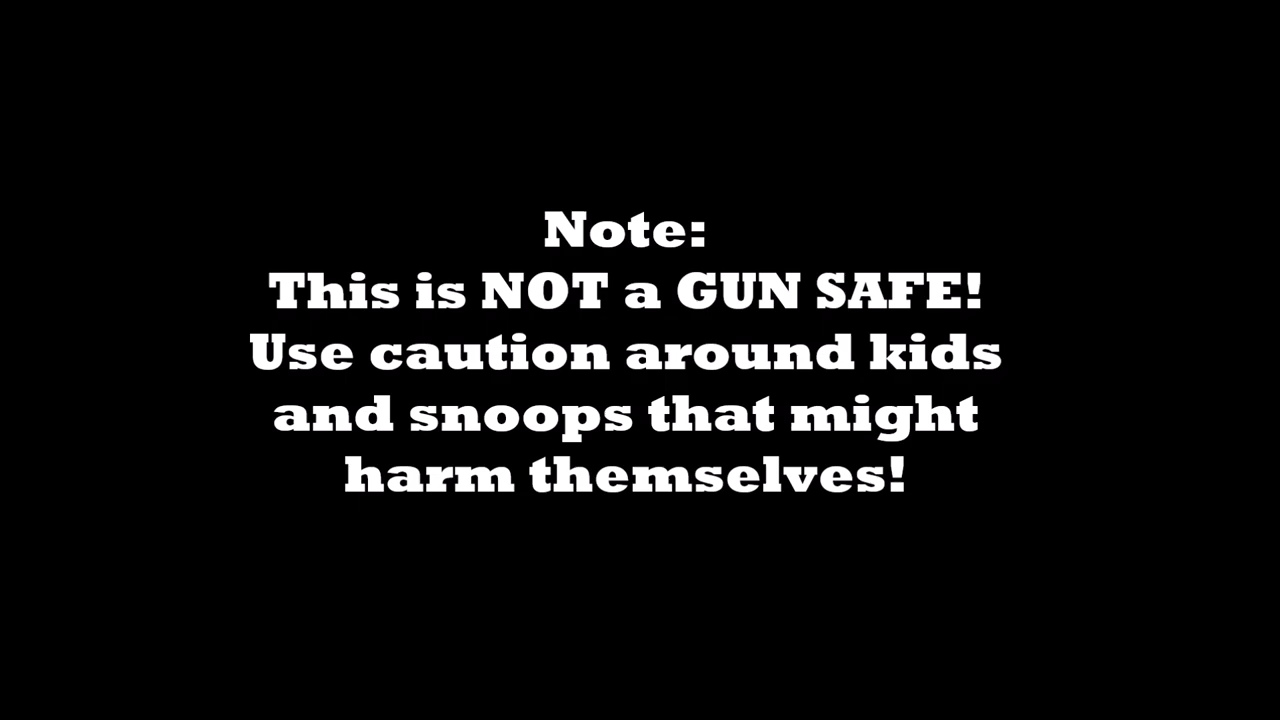 Note:
This is NOT a GUN SAFE!
Use caution around kids
and snoops that might
harm themselves!